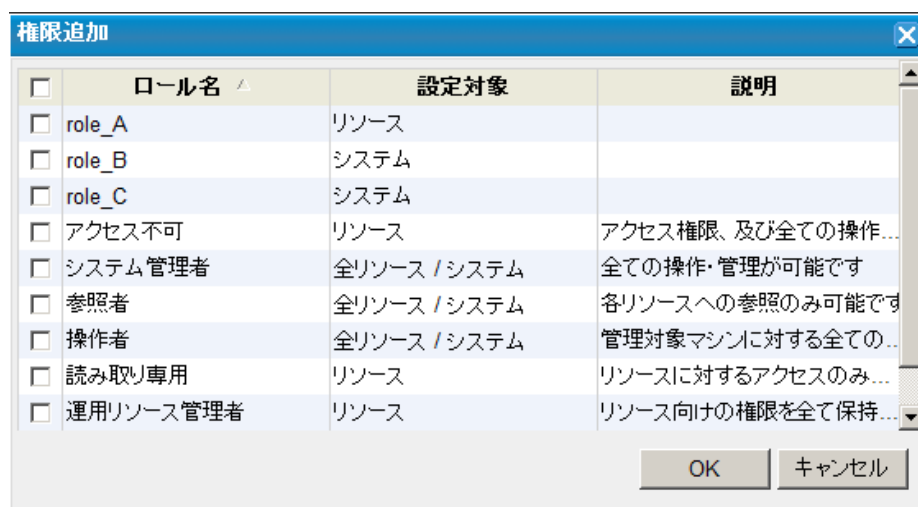 権限追加
ロール名 設定対象 説明
role_A リソース
role_B システム
role_C システム
アクセス不可 リソース アクセス権限、及び全ての操作...
システム管理者 全リソース / システム 全ての操作・管理が可能です
参照者 全リソース / システム 各リソースへの参照のみ可能です
操作者 全リソース / システム 管理対象マシンに対する全ての...
読み取り専用 リソース リソースに対するアクセスのみ...
運用リソース管理者 リソース リソース向けの権限を全て保持...
OK キャンセル